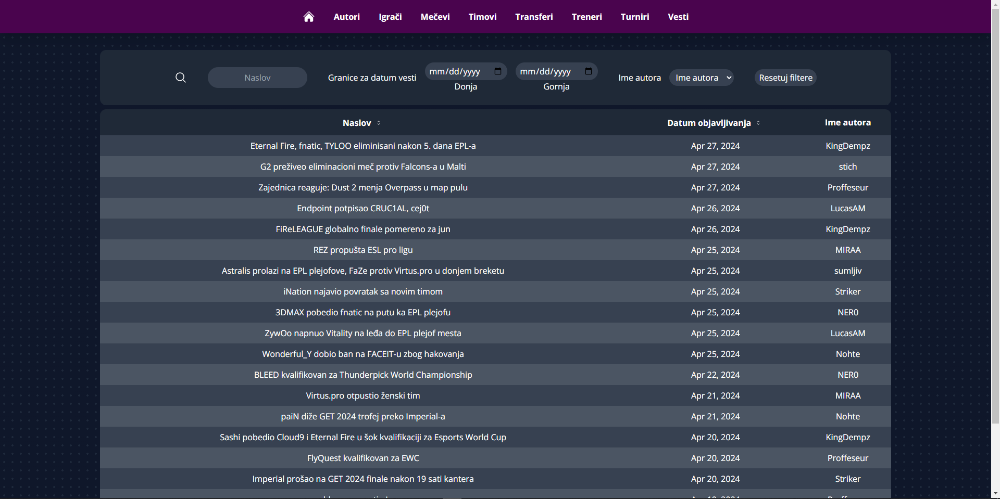 Autori Igrači Mečevi Timovi Transferi Treneri Turniri Vesti
Naslov Granice za datum vesti mm/dd/yyyy mm/dd/yyyy Ime autora Ime autora Resetuj filtere
Donja Gornja
Naslov Datum objavljivanja Ime autora
Eternal Fire, fnatic, TYLOO eliminisani nakon 5. dana EPL-a Apr 27, 2024 KingDempz
G2 preživeo eliminacioni meč protiv Falcons-a u Malti Apr 27, 2024 stich
Zajednica reaguje: Dust 2 menja Overpass u map pulu Apr 27, 2024 Proffeseur
Endpoint potpisao CRUC1AL, cej0t Apr 26, 2024 LucasAM
FiReLEAGUE globalno finale pomereno za jun Apr 26, 2024 KingDempz
REZ propušta ESL pro ligu Apr 25, 2024 MIRAA
Astralis prolazi na EPL plejofove, FaZe protiv Virtus.pro u donjem breketu Apr 25, 2024 sumljiv
iNation najavio povratak sa novim timom Apr 25, 2024 Striker
3DMAX pobedio fnatic na putu ka EPL plejofu Apr 25, 2024 NER0
ZywOo napnuo Vitality na leđa do EPL plejof mesta Apr 25, 2024 LucasAM
Wonderful_Y dobio ban na FACEIT-u zbog hakovanja Apr 25, 2024 Nohte
BLEED kvalifikovan za Thunderpick World Championship Apr 22, 2024 NER0
Virtus.pro otpustio ženski tim Apr 21, 2024 MIRAA
paiN diže GET 2024 trofej preko Imperial-a Apr 21, 2024 Nohte
Sashi pobedio Cloud9 i Eternal Fire u šok kvalifikaciji za Esports World Cup Apr 20, 2024 KingDempz
FlyQuest kvalifikovan za EWC Apr 20, 2024 Proffeseur
Imperial prošao na GET 2024 finale nakon 19 sati kantera Apr 20, 2024 Striker